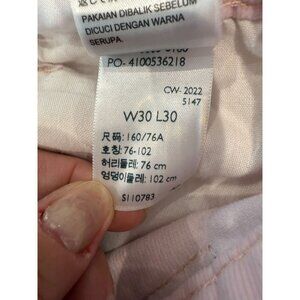 PAKAIAN DIBALIK SEBELUM
DICUCI DENGAN WARNA
SERUPA.
PO- 4100536218
CW- 2022
5147
W30 L30
尺码: 160/76A
호칭: 76-102
허리둘레: 76 cm
엉덩이둘레: 102 cm
S110783